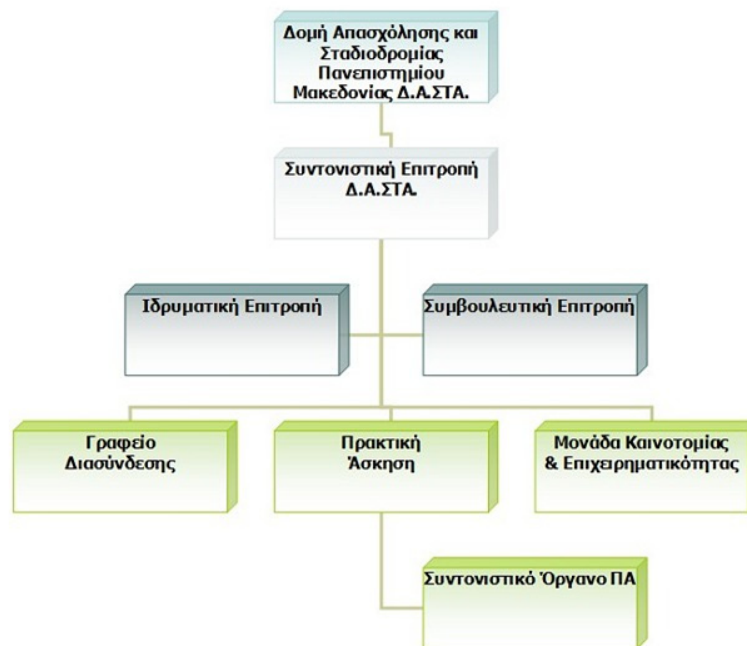 Δομή Απασχόλησης και
Σταδιοδρομίας
Πανεπιστημίου
Μακεδονίας Δ.Α.ΣΤΑ.
Συντονιστική Επιτροπή
Δ.Α.ΣΤΑ.
Ιδρυματική Επιτροπή
Συμβουλευτική Επιτροπή
Γραφείο
Διασύνδεσης
Πρακτική
Άσκηση
Μονάδα Καινοτομίας
& Επιχειρηματικότητας
Συντονιστικό Όργανο ΠΑ